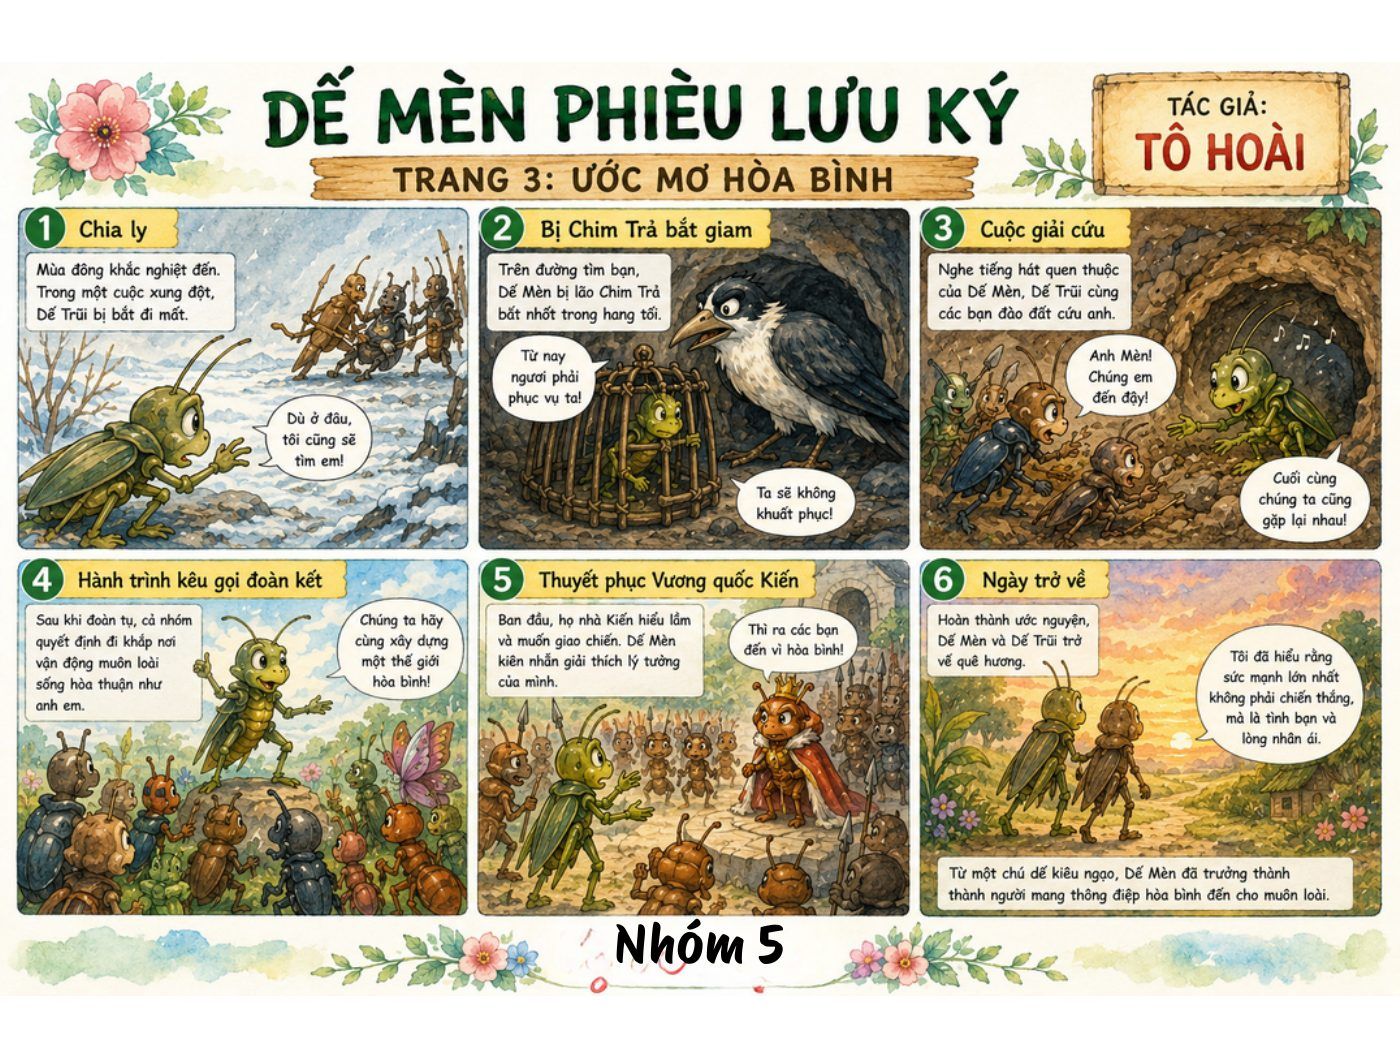 DẾ MÈN PHIÊU LƯU KÝ
TRANG 3: ƯỚC MƠ HÒA BÌNH
TÁC GIẢ:
TÔ HOÀI
1 Chia ly
Mùa đông khắc nghiệt đến.
Trong một cuộc xung đột,
Dế Trũi bị bắt đi mất.
Dù ở đâu,
tôi cũng sẽ
tìm em!
2 Bị Chim Trả bắt giam
Trên đường tìm bạn,
Dế Mèn bị lão Chim Trả
bắt nhốt trong hang tối.
Từ nay
ngươi phải
phục vụ ta!
Ta sẽ không
khuất phục!
3 Cuộc giải cứu
Nghe tiếng hát quen thuộc
của Dế Mèn, Dế Trũi cùng
các bạn đào đất cứu anh.
Anh Mèn!
Chúng em
đến đây!
Cuối cùng
chúng ta cũng
gặp lại nhau!
4 Hành trình kêu gọi đoàn kết
Sau khi đoàn tụ, cả nhóm
quyết định đi khắp nơi
vận động muôn loài
sống hòa thuận như
anh em.
Chúng ta hãy
cùng xây dựng
một thế giới
hòa bình!
5 Thuyết phục Vương quốc Kiến
Ban đầu, họ nhà Kiến hiểu lầm
và muốn giao chiến. Dế Mèn
kiên nhẫn giải thích lý tưởng
của mình.
Thì ra các bạn
đến vì hòa bình!
6 Ngày trở về
Hoàn thành ước nguyện,
Dế Mèn và Dế Trũi trở
về quê hương.
Tôi đã hiểu rằng
sức mạnh lớn nhất
không phải chiến thắng,
mà là tình bạn và
lòng nhân ái.
Từ một chú dế kiêu ngạo, Dế Mèn đã trưởng thành
thành người mang thông điệp hòa bình đến cho muôn loài.
Nhóm 5